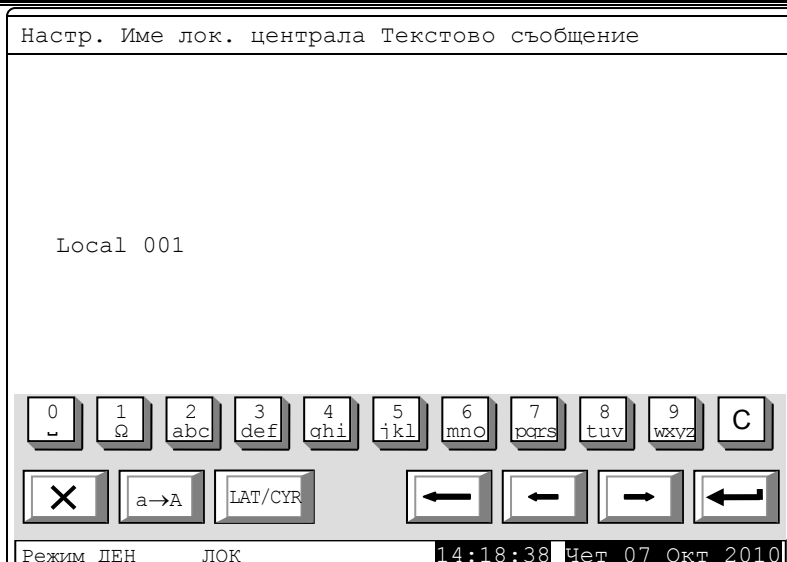 Настр. Име лок. централа Текстово съобщение
Local 001
0 1 2 3 4 5 6 7 8 9 C
␣ Ω abc def ghi jkl mno pqrs tuv wxyz
a→A LAT/CYR
Режим ДЕН ЛОК 14:18:38 Чет 07 Окт 2010